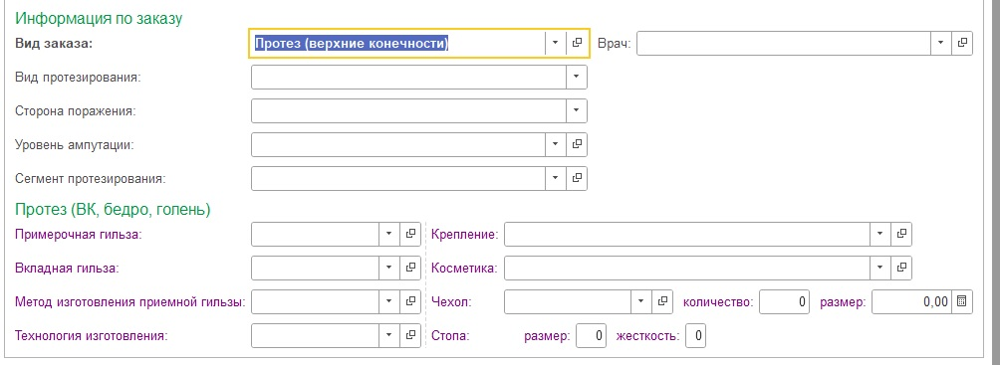 Информация по заказу
Вид заказа: Протез (верхние конечности) Врач:
Вид протезирования:
Сторона поражения:
Уровень ампутации:
Сегмент протезирования:
Протез (ВК, бедро, голень)
Примерочная гильза: Крепление:
Вкладная гильза: Косметика:
Метод изготовления приемной гильзы: Чехол: количество: 0 размер: 0,00
Технология изготовления: Стопа: размер: 0 жесткость: 0